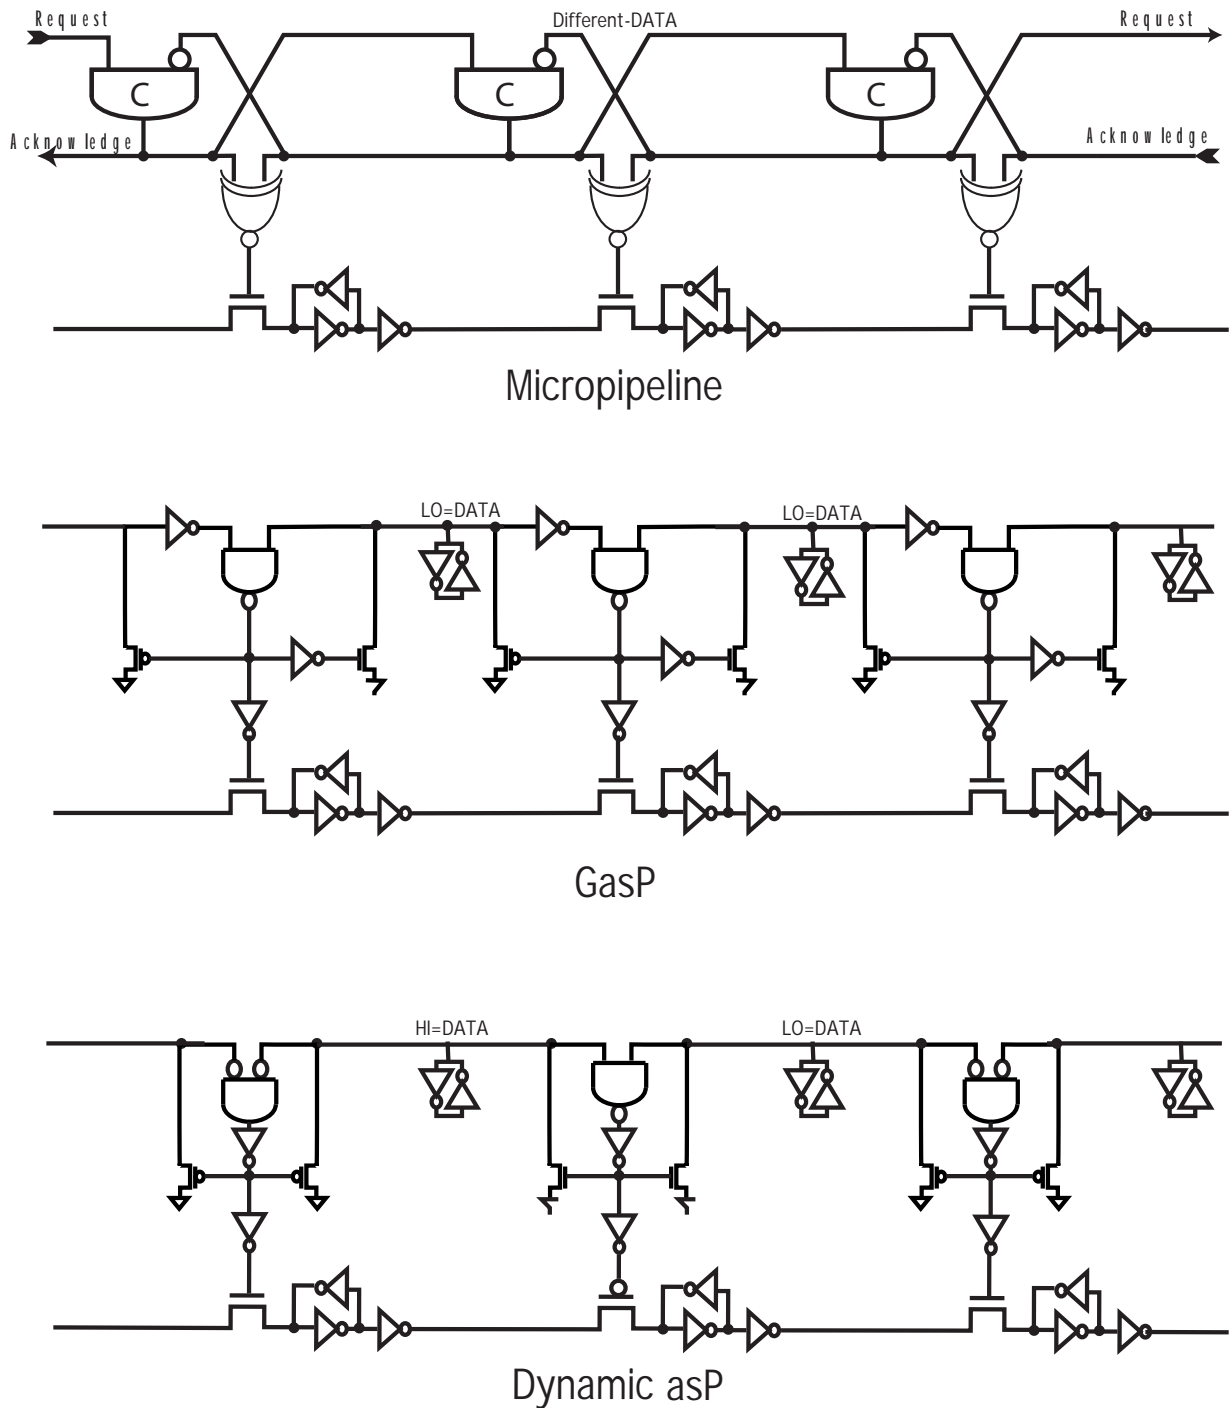 Request
Different-DATA
Request
C
C
C
Acknowledge
Acknowledge
Micropipeline
LO=DATA
LO=DATA
GasP
HI=DATA
LO=DATA
Dynamic asP